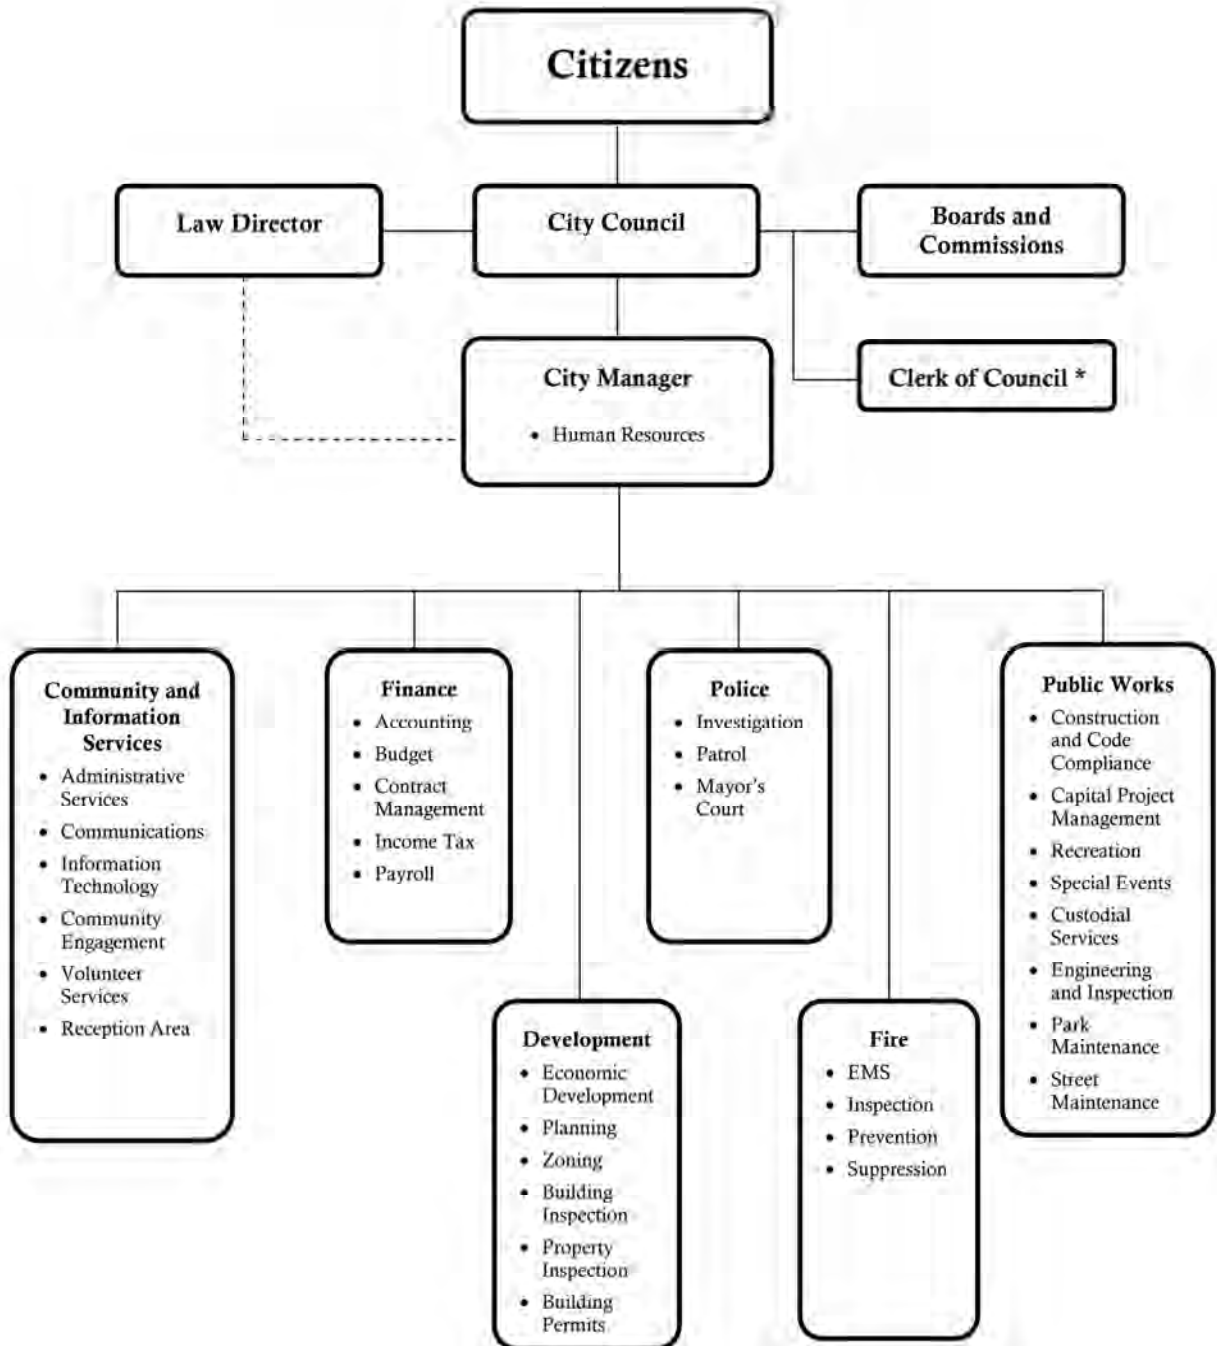 Citizens
Law Director
City Council
Boards and
Commissions
City Manager
• Human Resources
Clerk of Council *
Community and
Information
Services
• Administrative
Services
• Communications
• Information
Technology
• Community
Engagement
• Volunteer
Services
• Reception Area
Finance
• Accounting
• Budget
• Contract
Management
• Income Tax
• Payroll
Police
• Investigation
• Patrol
• Mayor's
Court
Public Works
• Construction
and Code
Compliance
• Capital Project
Management
• Recreation
• Special Events
• Custodial
Services
• Engineering
and Inspection
• Park
Maintenance
• Street
Maintenance
Development
• Economic
Development
• Planning
• Zoning
• Building
Inspection
• Property
Inspection
• Building
Permits
Fire
• EMS
• Inspection
• Prevention
• Suppression